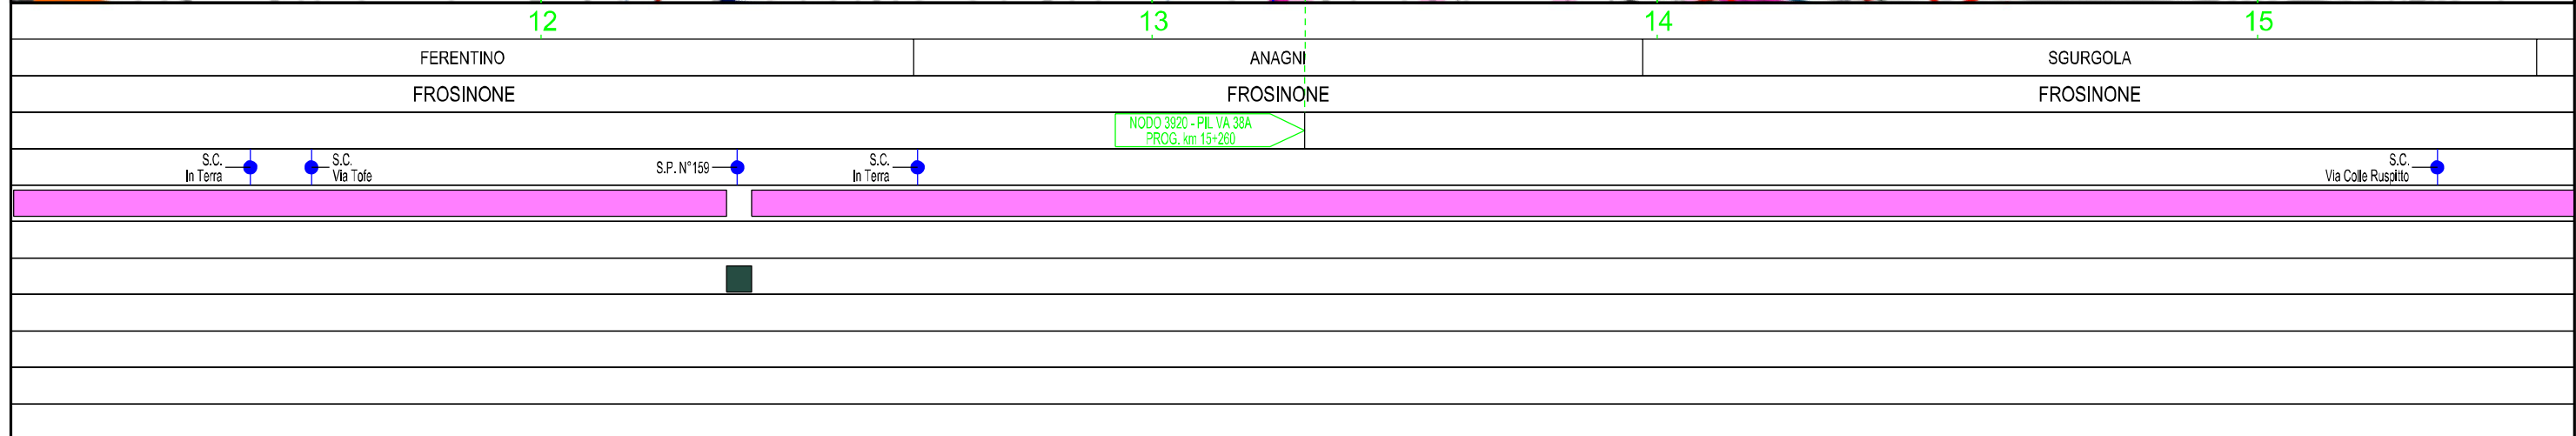 12 13 14 15
FERENTINO ANAGNI SGURGOLA
FROSINONE FROSINONE FROSINONE
NODO 3920 - PIL VA 38A
PROG. km 15+260
S.C.
In Terra
S.C.
Via Tofe
S.P. N°159
S.C.
In Terra
S.C.
Via Colle Ruspitto